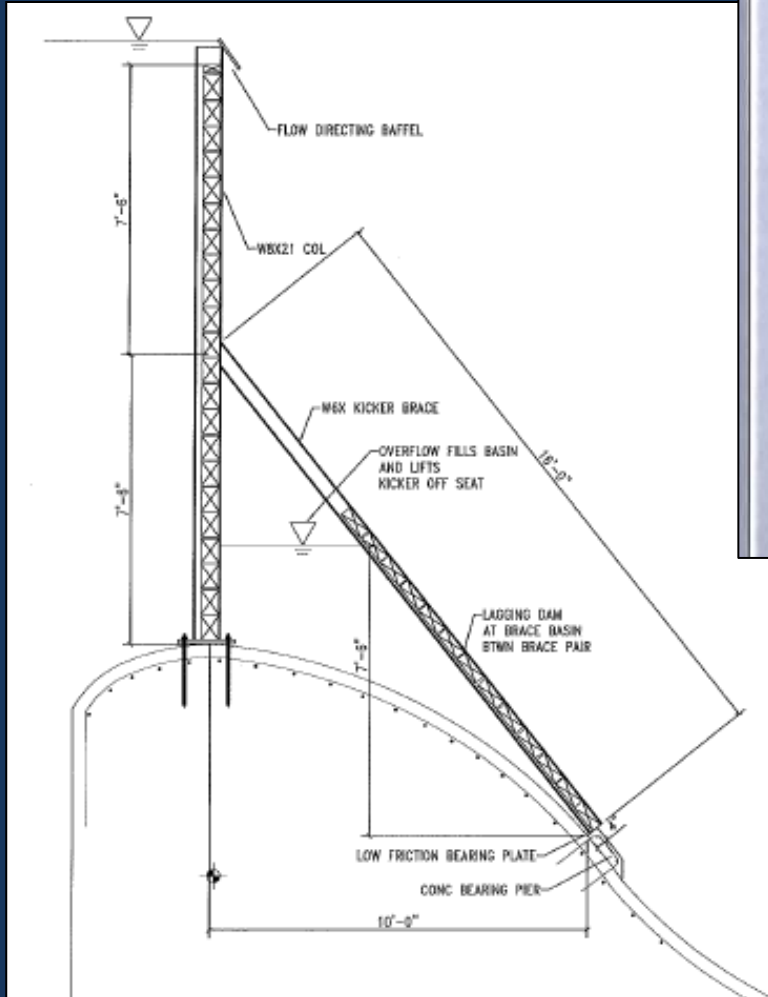 FLOW DIRECTING BAFFEL
7'-6"
W8X21 COL
W6X KICKER BRACE
OVERFLOW FILLS BASIN
AND LIFTS
KICKER OFF SEAT
16'-0"
7'-6"
LAGGING DAM
AT BRACE BASIN
BTWN BRACE PAIR
7'-6"
LOW FRICTION BEARING PLATE
CONC BEARING PIER
10'-0"